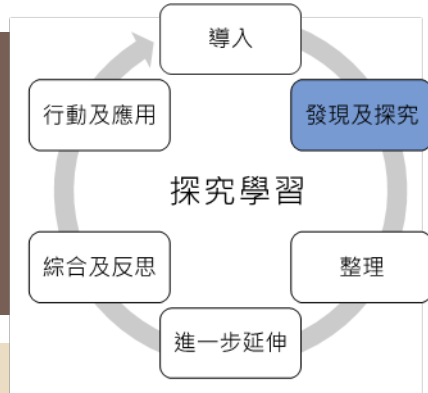 導入
行動及應用
發現及探究
探究學習
綜合及反思
整理
進一步延伸